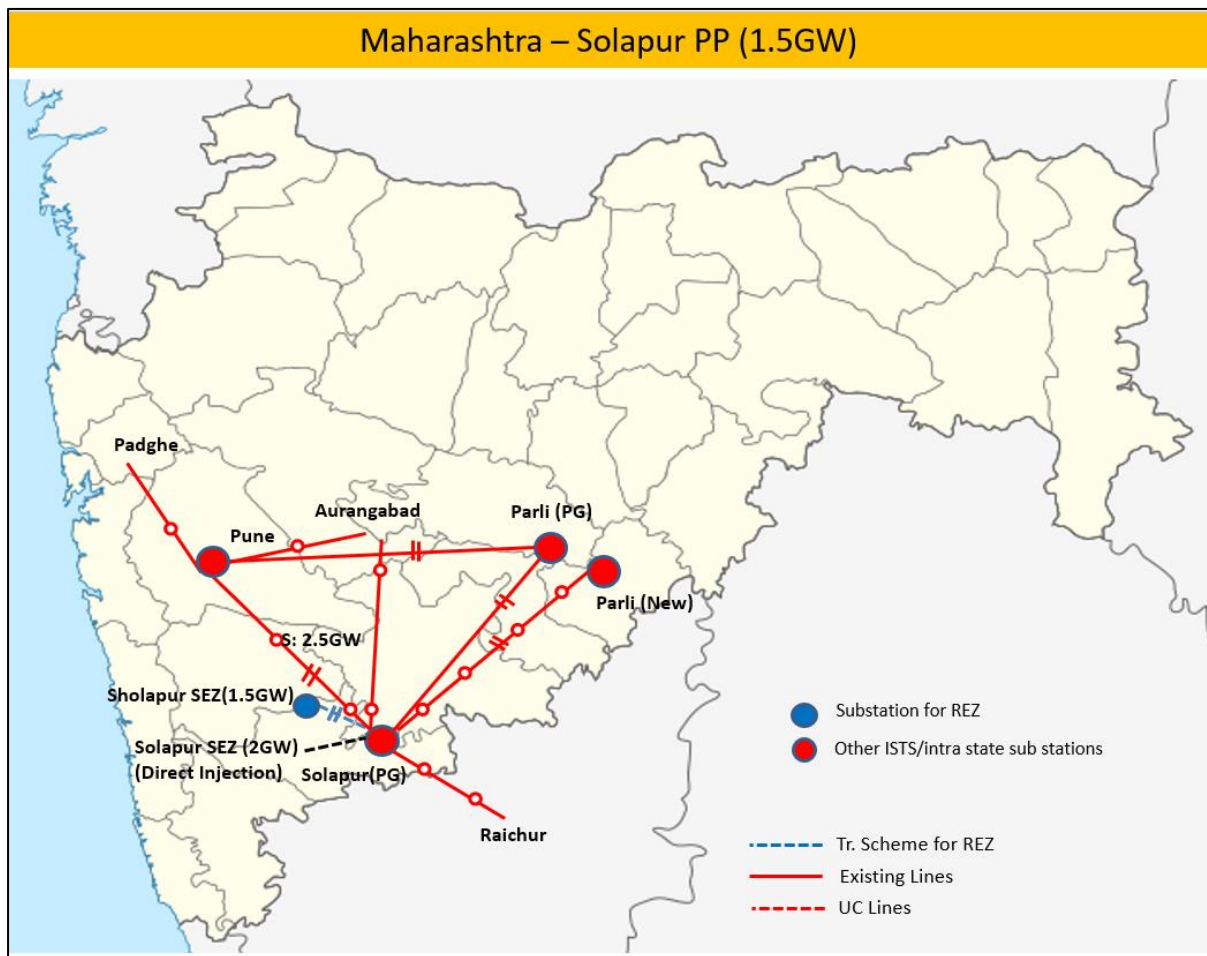 Maharashtra – Solapur PP (1.5GW)
Padghe
Aurangabad
Parli (PG)
Pune
Parli (New)
S: 2.5GW
Sholapur SEZ(1.5GW)
Substation for REZ
Solapur SEZ (2GW)
(Direct Injection)
Solapur(PG)
Other ISTS/intra state sub stations
Raichur
Tr. Scheme for REZ
Existing Lines
UC Lines